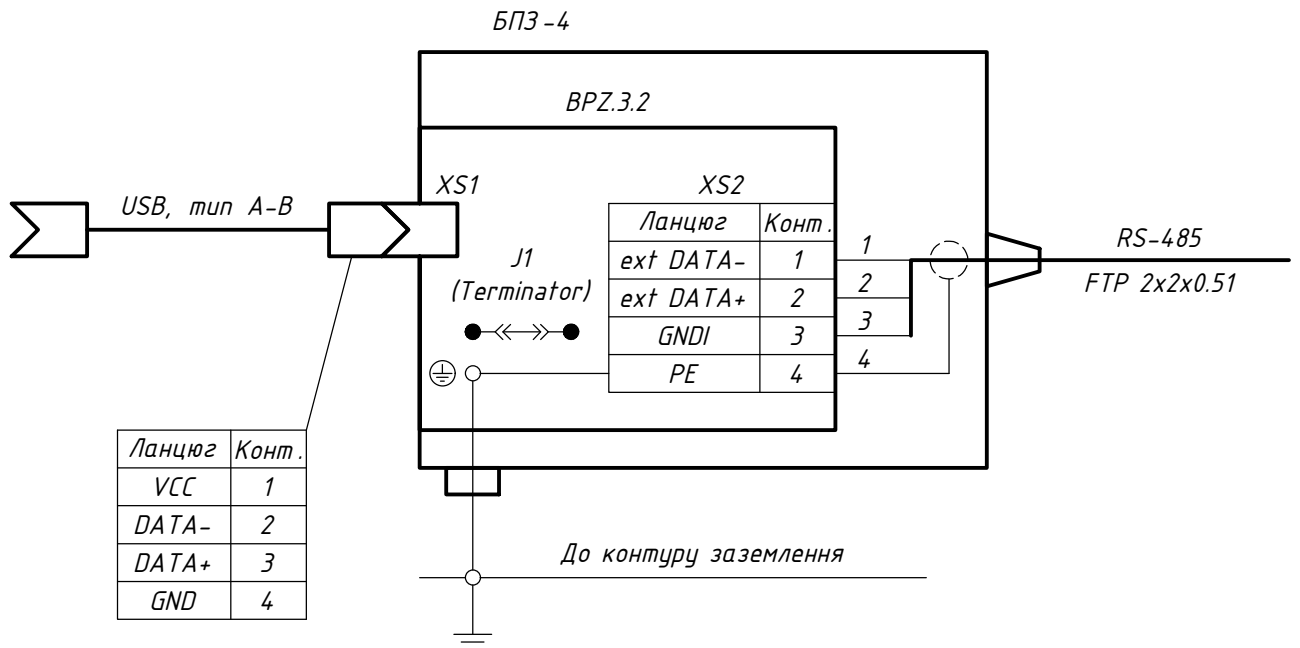 БПЗ-4
BPZ.3.2
USB, тип A-B
XS1
XS2
Ланцюг Конт.
ext DATA- 1
ext DATA+ 2
GNDI 3
PE 4
1
2
3
4
J1
(Terminator)
RS-485
FTP 2x2x0.51
Ланцюг Конт.
VCC 1
DATA- 2
DATA+ 3
GND 4
До контуру заземлення